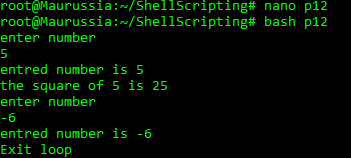 root@Maurussia:~/ShellScripting# nano p12
root@Maurussia:~/ShellScripting# bash p12
enter number
5
entred number is 5
the square of 5 is 25
enter number
-6
entred number is -6
Exit loop